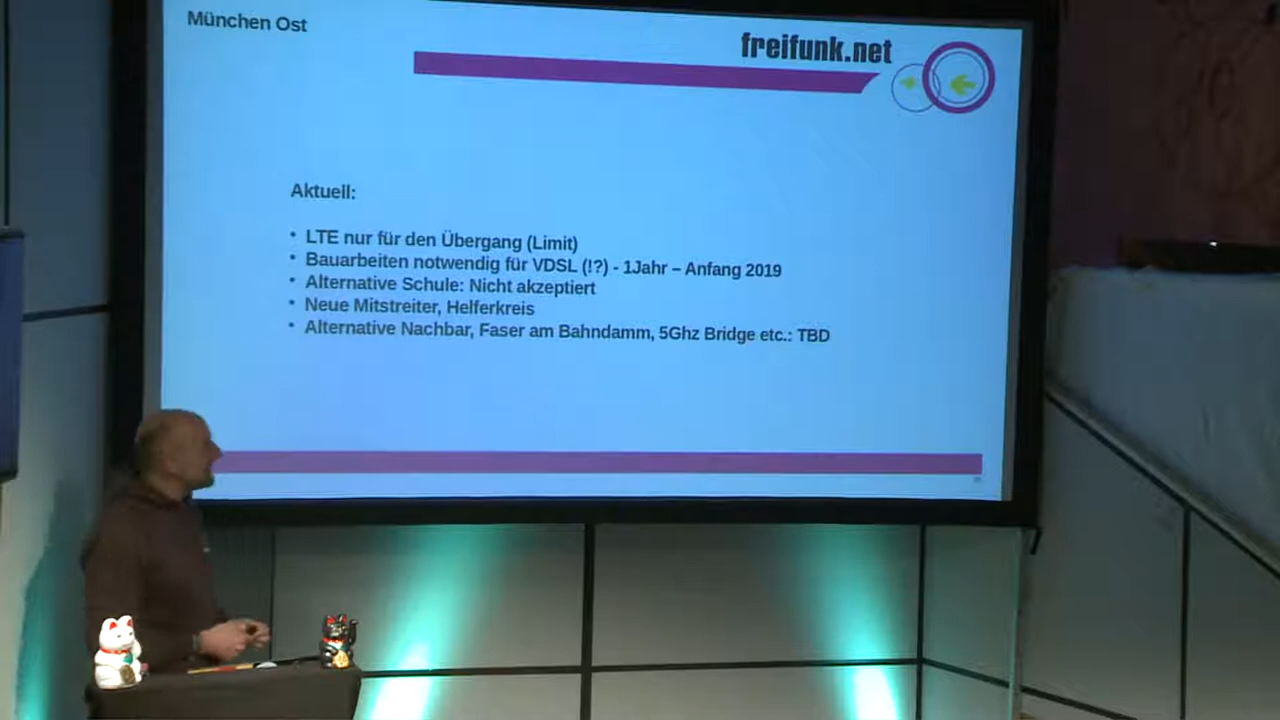 München Ost
freifunk.net
Aktuell:
• LTE nur für den Übergang (Limit)
• Bauarbeiten notwendig für VDSL (!?) - 1Jahr – Anfang 2019
• Alternative Schule: Nicht akzeptiert
• Neue Mitstreiter, Helferkreis
• Alternative Nachbar, Faser am Bahndamm, 5Ghz Bridge etc.: TBD